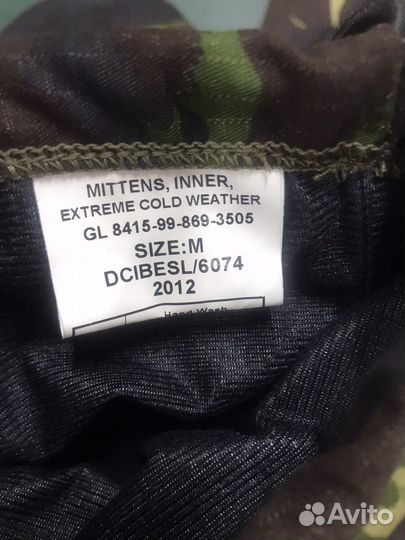 MITTENS, INNER,
EXTREME COLD WEATHER
GL 8415-99-869-3505
SIZE:M
DCIBESL/6074
2012
Hand Wash
Avito